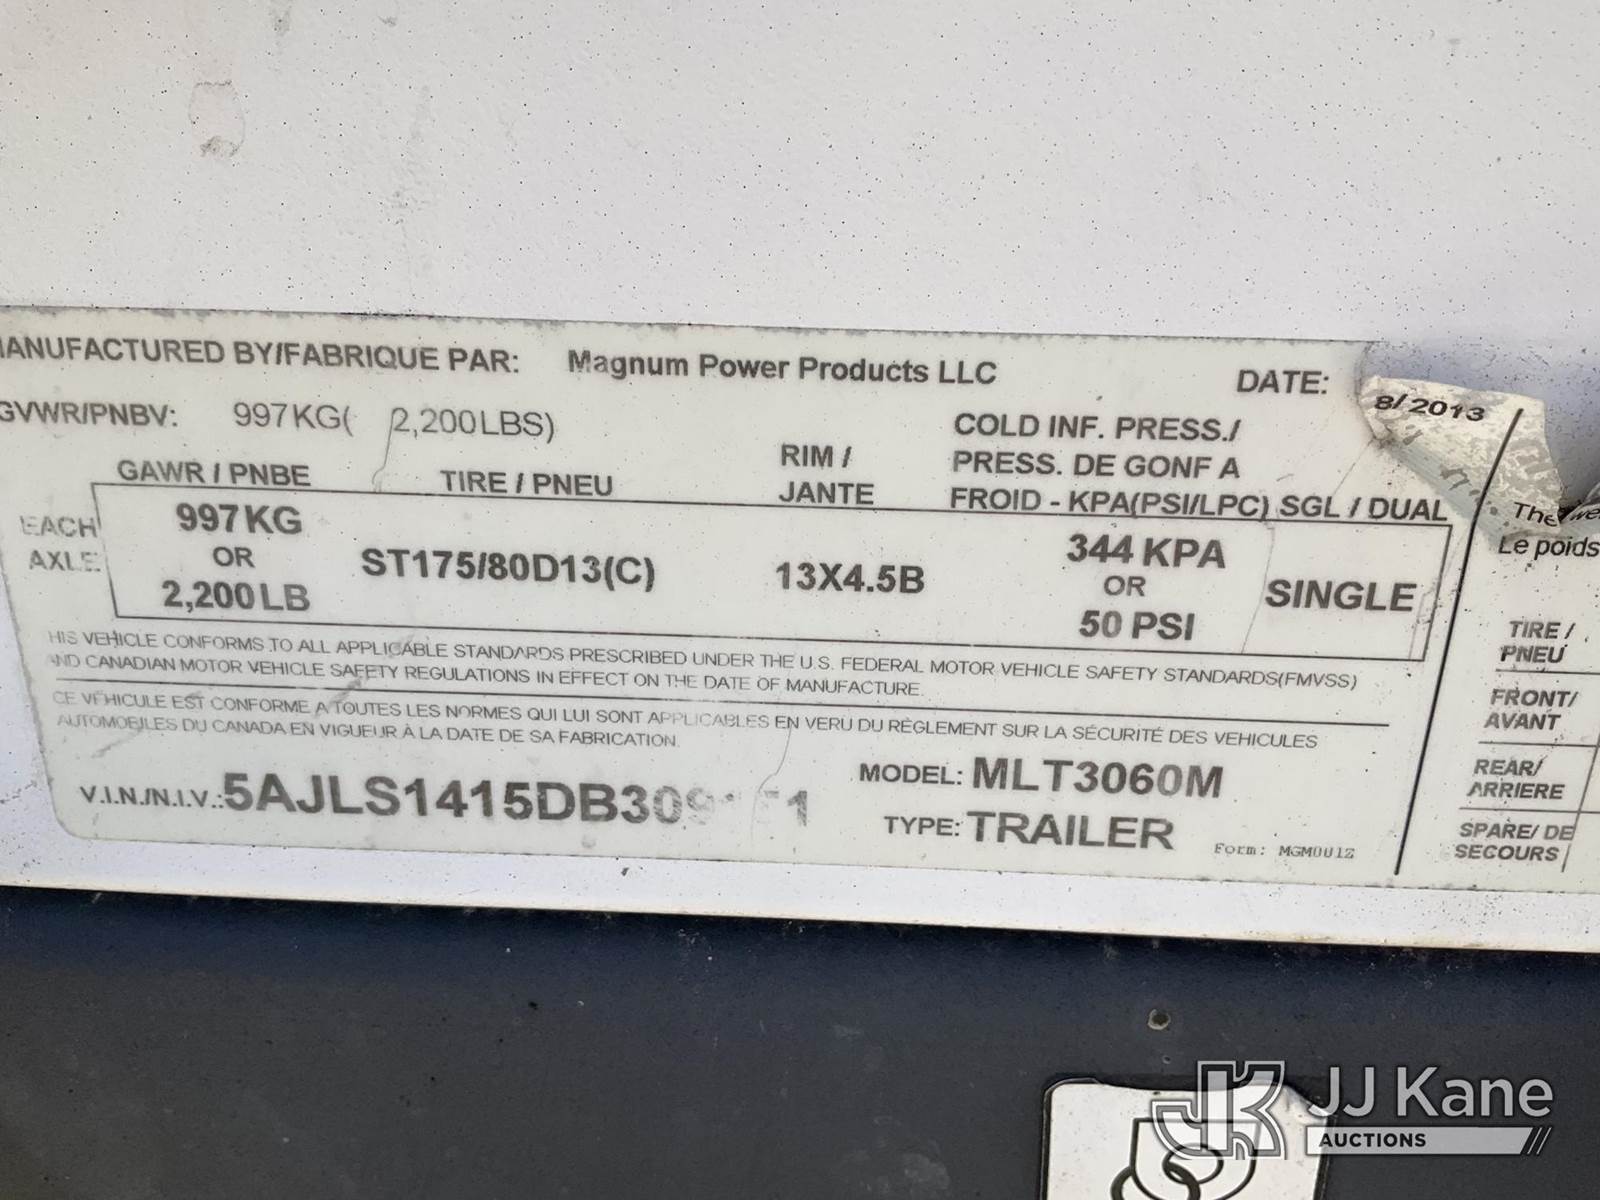 MANUFACTURED BY/FABRIQUE PAR: Magnum Power Products LLC DATE: 8/2013
GVWR/PNBV: 997KG( 2,200LBS)
GAWR / PNBE TIRE / PNEU RIM / JANTE COLD INF. PRESS./ PRESS. DE GONF A FROID - KPA(PSI/LPC) SGL / DUAL
EACH AXLE 997KG OR 2,200LB ST175/80D13(C) 13X4.5B 344 KPA OR 50 PSI SINGLE
HIS VEHICLE CONFORMS TO ALL APPLICABLE STANDARDS PRESCRIBED UNDER THE U.S. FEDERAL MOTOR VEHICLE SAFETY STANDARDS(FMVSS)
AND CANADIAN MOTOR VEHICLE SAFETY REGULATIONS IN EFFECT ON THE DATE OF MANUFACTURE.
CE VEHICULE EST CONFORME A TOUTES LES NORMES QUI LUI SONT APPLICABLES EN VERU DU RÈGLEMENT SUR LA SÉCURITÉ DES VEHICULES
AUTOMOBILES DU CANADA EN VIGUEUR À LA DATE DE SA FABRICATION.
V.I.N./N.I.V.: MODEL: MLT3060M
TYPE: TRAILER
Form: MGM001Z
The
Le poids
TIRE /
PNEU
FRONT/
AVANT
REAR/
ARRIERE
SPARE/ DE
SECOURS
JJ Kane
AUCTIONS